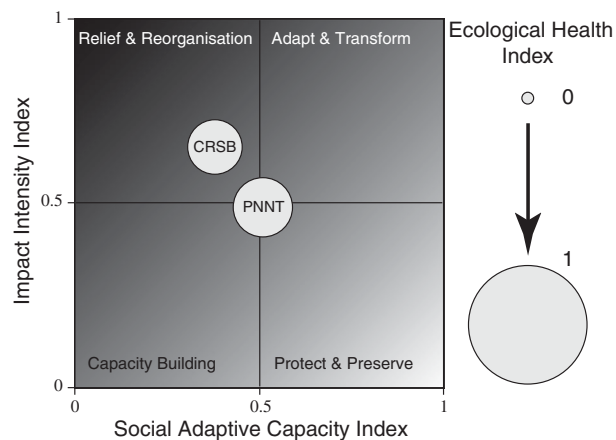 1
Relief & Reorganisation
Adapt & Transform
Ecological Health
Index
0
CRSB
Impact Intensity Index
0.5
PNNT
1
Capacity Building
Protect & Preserve
0
0
0.5
1
Social Adaptive Capacity Index